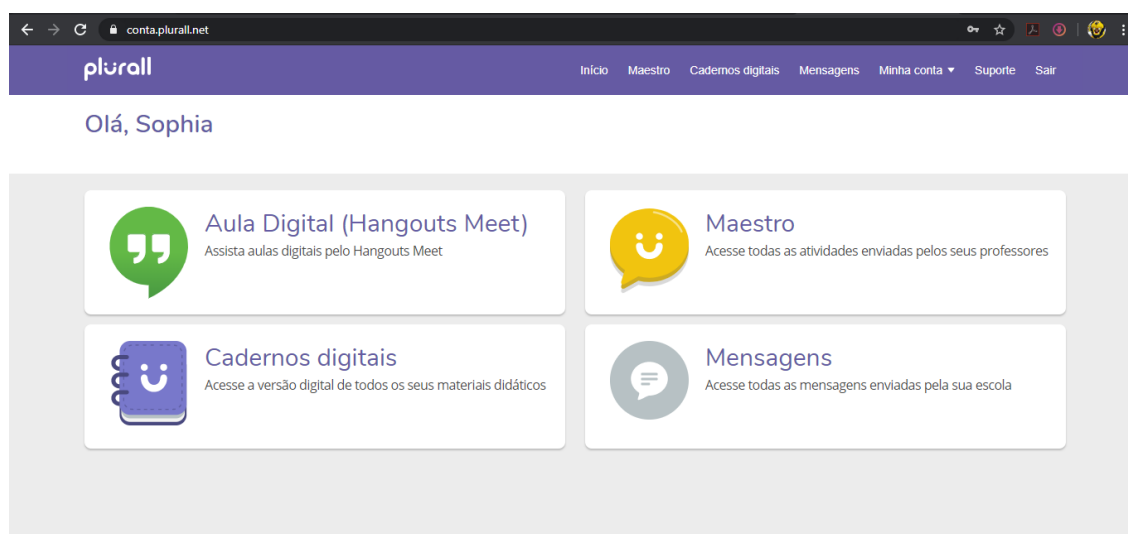 conta.plurall.net
plurall
Início Maestro Cadernos digitais Mensagens Minha conta Suporte Sair
Olá, Sophia
Aula Digital (Hangouts Meet)
Assista aulas digitais pelo Hangouts Meet
Maestro
Acesse todas as atividades enviadas pelos seus professores
Cadernos digitais
Acesse a versão digital de todos os seus materiais didáticos
Mensagens
Acesse todas as mensagens enviadas pela sua escola